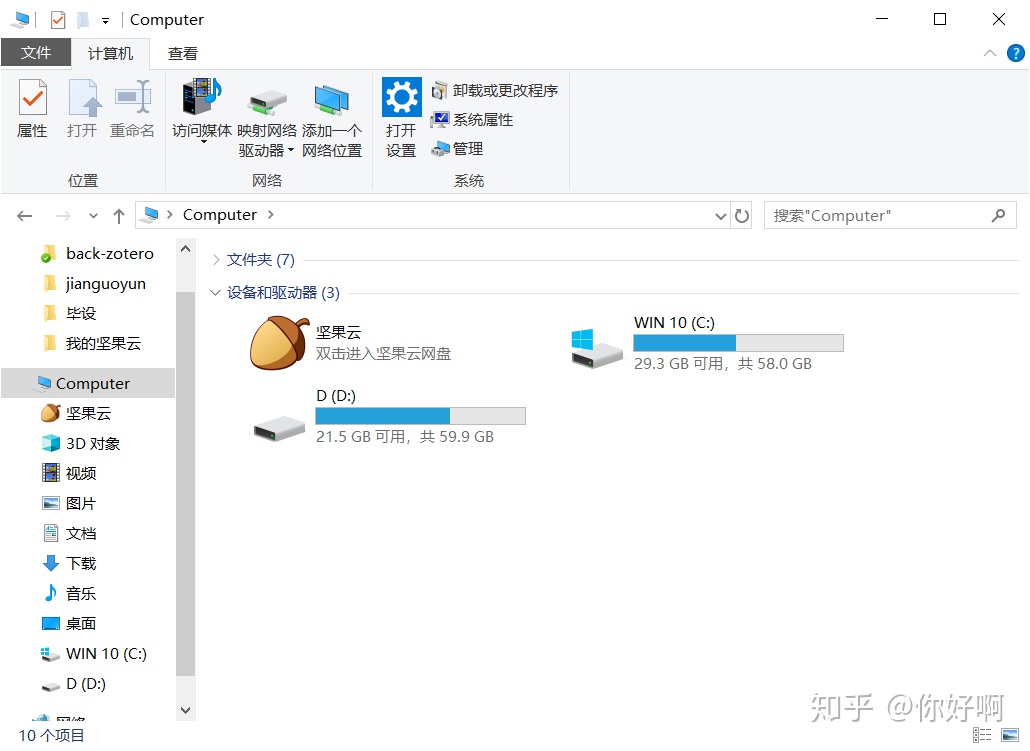 Computer
文件 计算机 查看
属性 打开 重命名 访问媒体 映射网络驱动器 添加一个网络位置 打开设置
卸载或更改程序
系统属性
管理
位置 网络 系统
Computer
搜索"Computer"
back-zotero
jianguoyun
毕设
我的坚果云
Computer
坚果云
3D 对象
视频
图片
文档
下载
音乐
桌面
WIN 10 (C:)
D (D:)
网络
文件夹 (7)
设备和驱动器 (3)
坚果云
双击进入坚果云网盘
WIN 10 (C:)
29.3 GB 可用，共 58.0 GB
D (D:)
21.5 GB 可用，共 59.9 GB
10 个项目
知乎 @你好啊